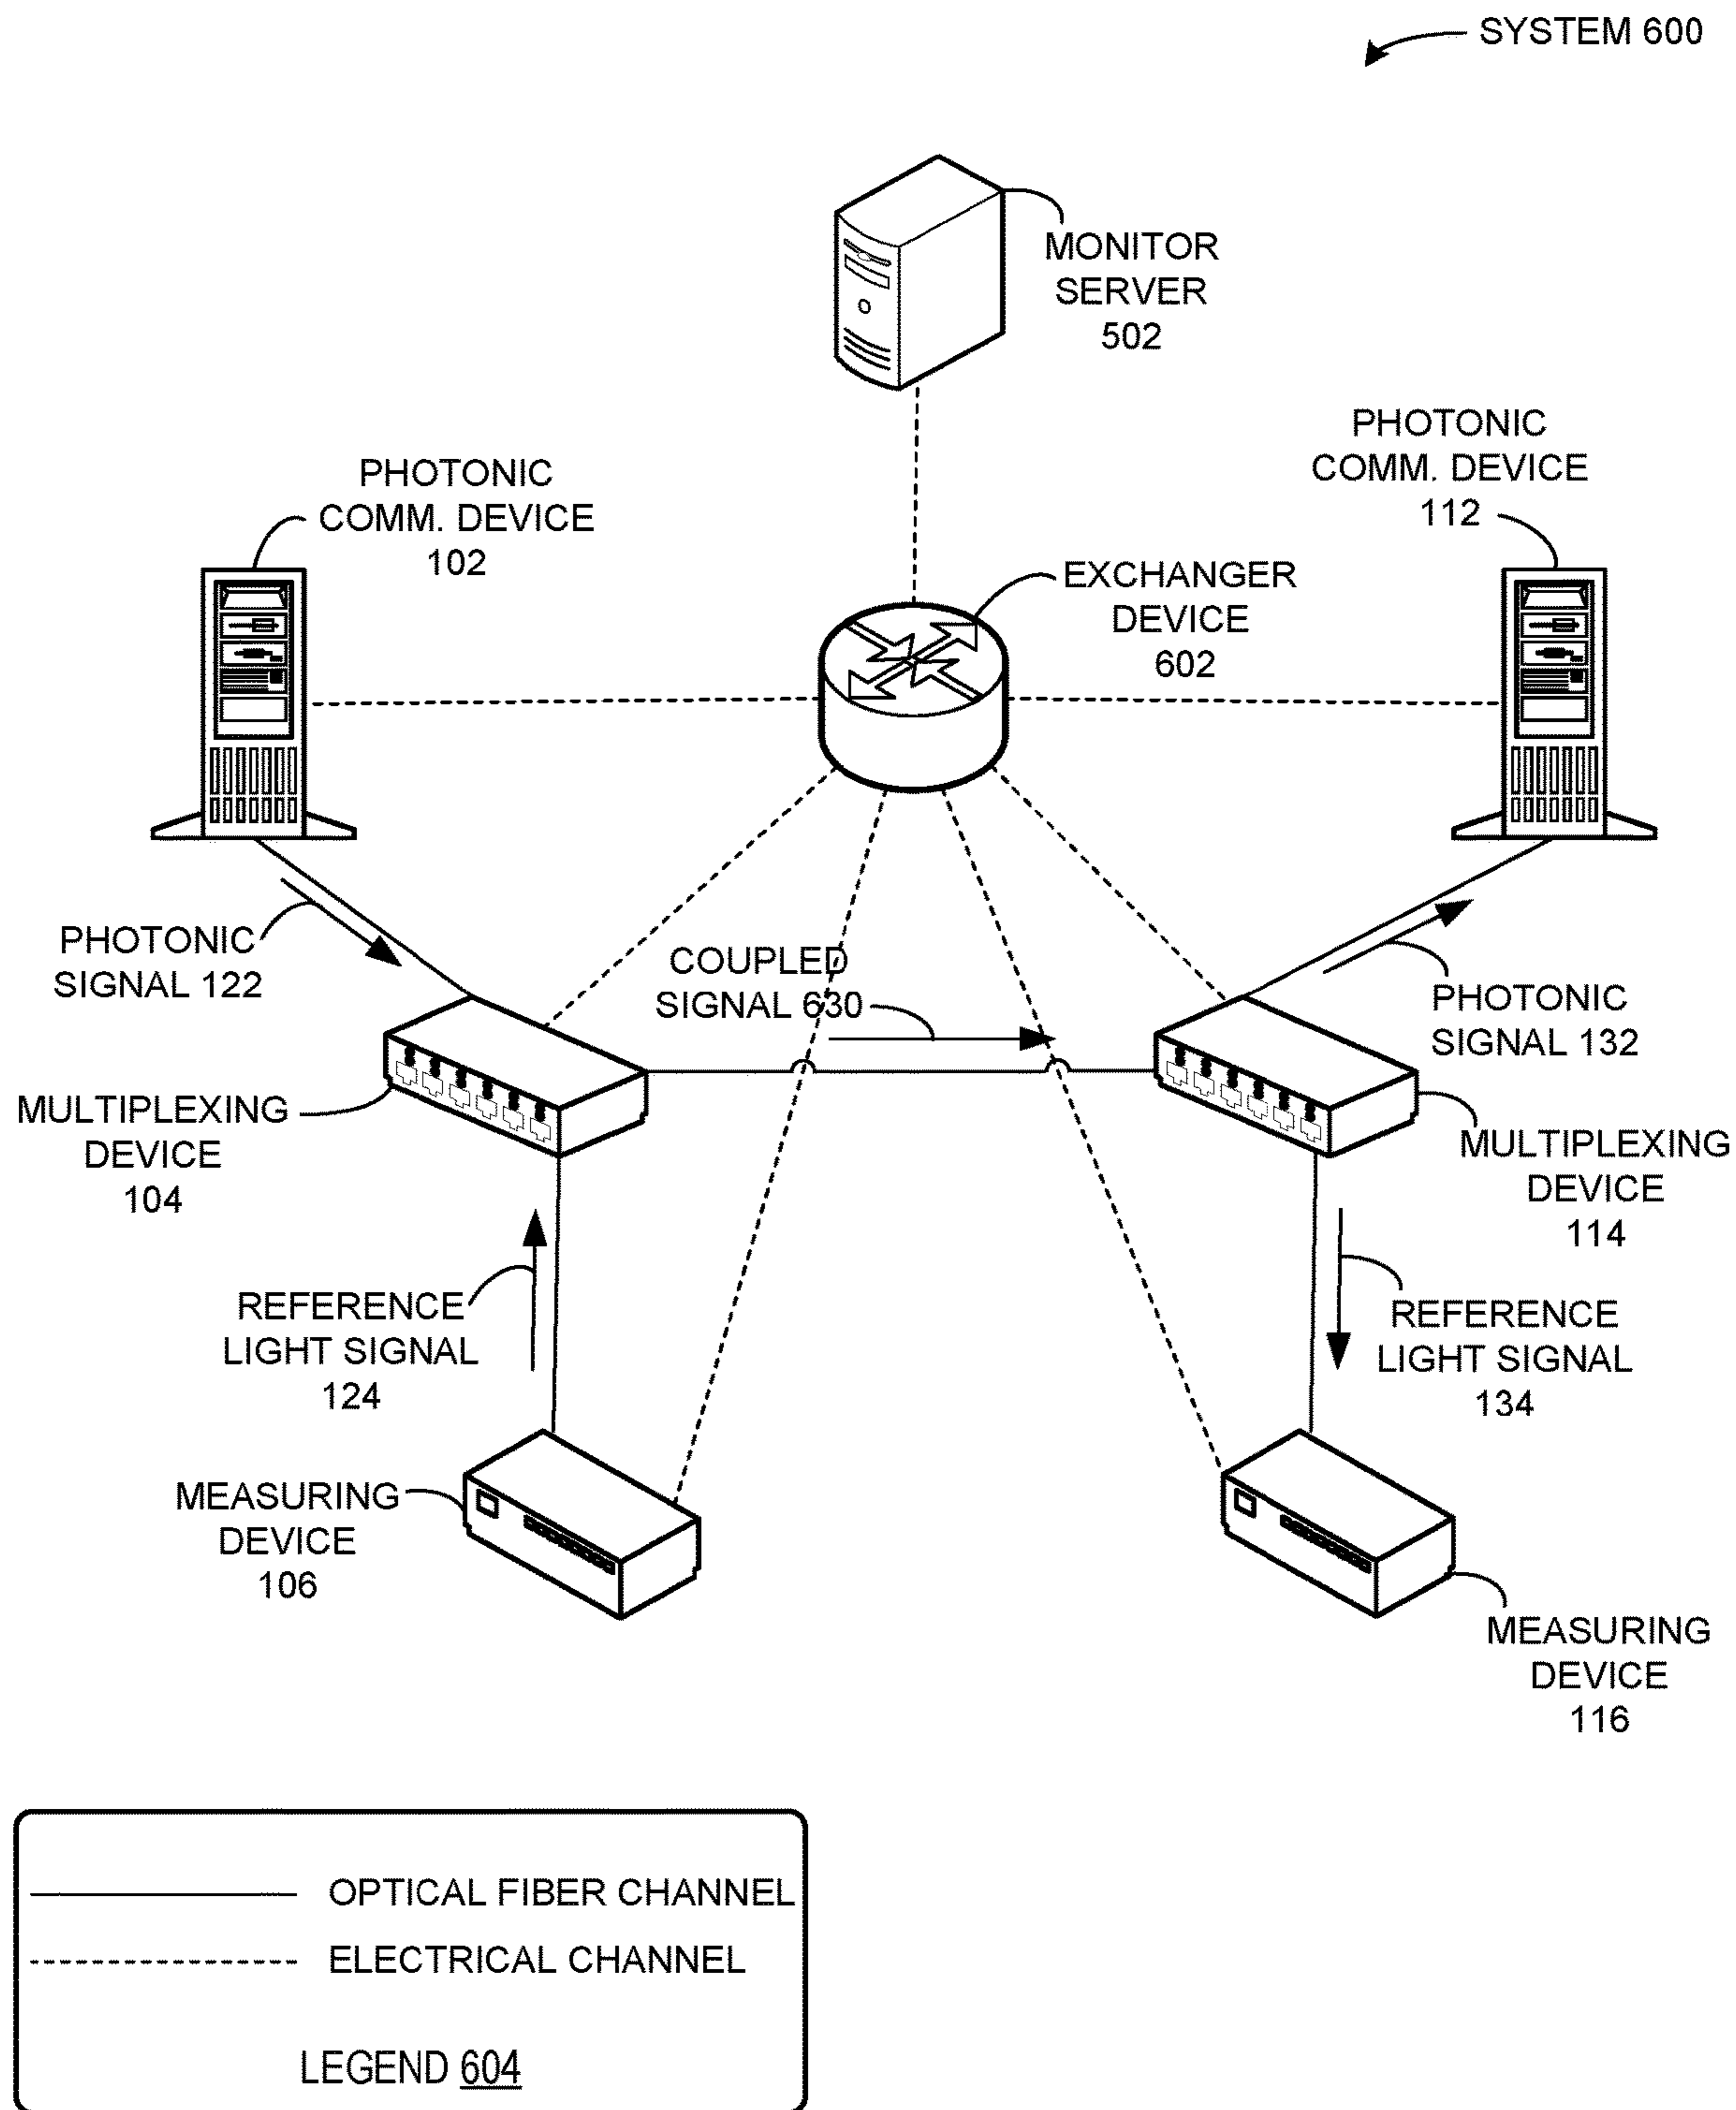 SYSTEM 600
MONITOR
SERVER
502
PHOTONIC
COMM. DEVICE
112
PHOTONIC
COMM. DEVICE
102
EXCHANGER
DEVICE
602
PHOTONIC
SIGNAL 122
COUPLED
SIGNAL 630
PHOTONIC
SIGNAL 132
MULTIPLEXING
DEVICE
104
MULTIPLEXING
DEVICE
114
REFERENCE
LIGHT SIGNAL
124
REFERENCE
LIGHT SIGNAL
134
MEASURING
DEVICE
106
MEASURING
DEVICE
116
OPTICAL FIBER CHANNEL
ELECTRICAL CHANNEL
LEGEND 604